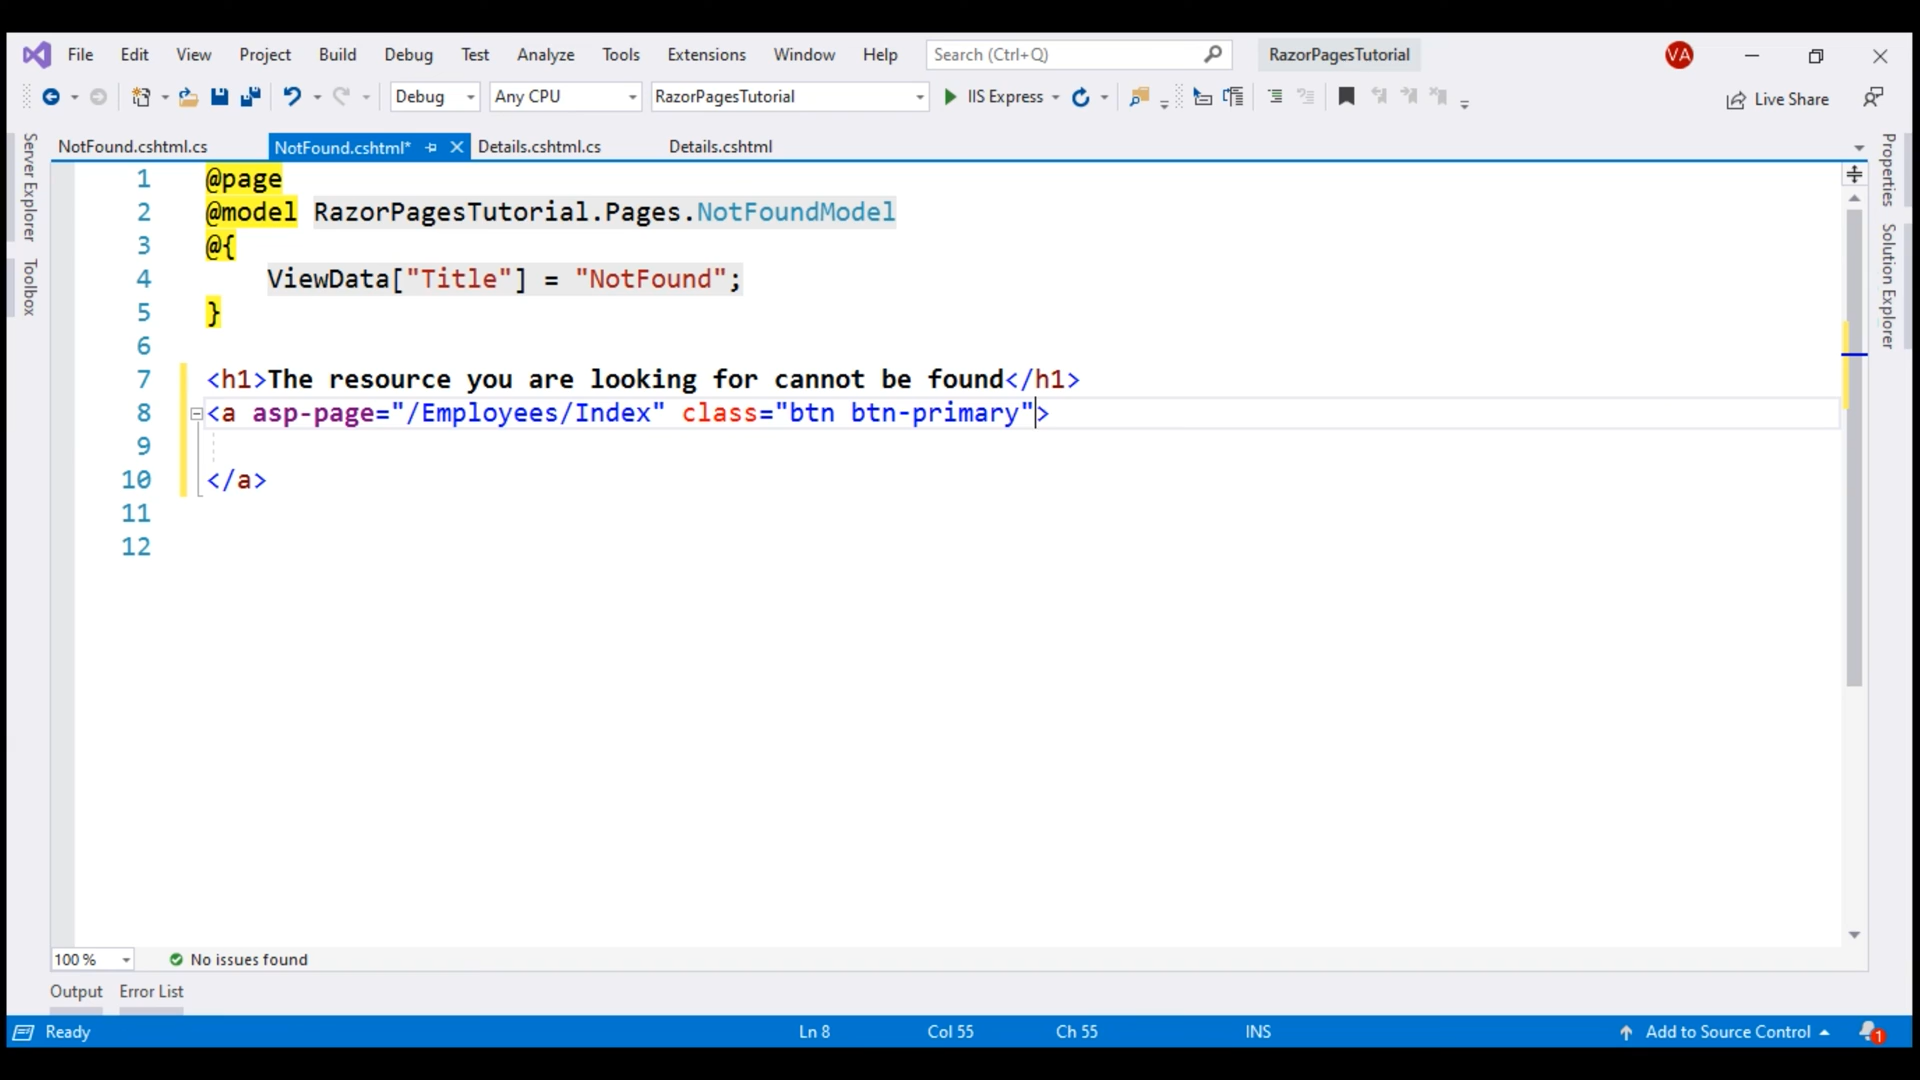 File Edit View Project Build Debug Test Analyze Tools Extensions Window Help Search (Ctrl+Q) RazorPagesTutorial VA
Debug Any CPU RazorPagesTutorial IIS Express Live Share
NotFound.cshtml.cs NotFound.cshtml* Details.cshtml.cs Details.cshtml
Server Explorer
Toolbox
Properties
Solution Explorer
1 @page
2 @model RazorPagesTutorial.Pages.NotFoundModel
3 @{
4 ViewData["Title"] = "NotFound";
5 }
6
7 <h1>The resource you are looking for cannot be found</h1>
8 <a asp-page="/Employees/Index" class="btn btn-primary">
9
10 </a>
11
12
100 % No issues found
Output Error List
Ready Ln 8 Col 55 Ch 55 INS Add to Source Control 1